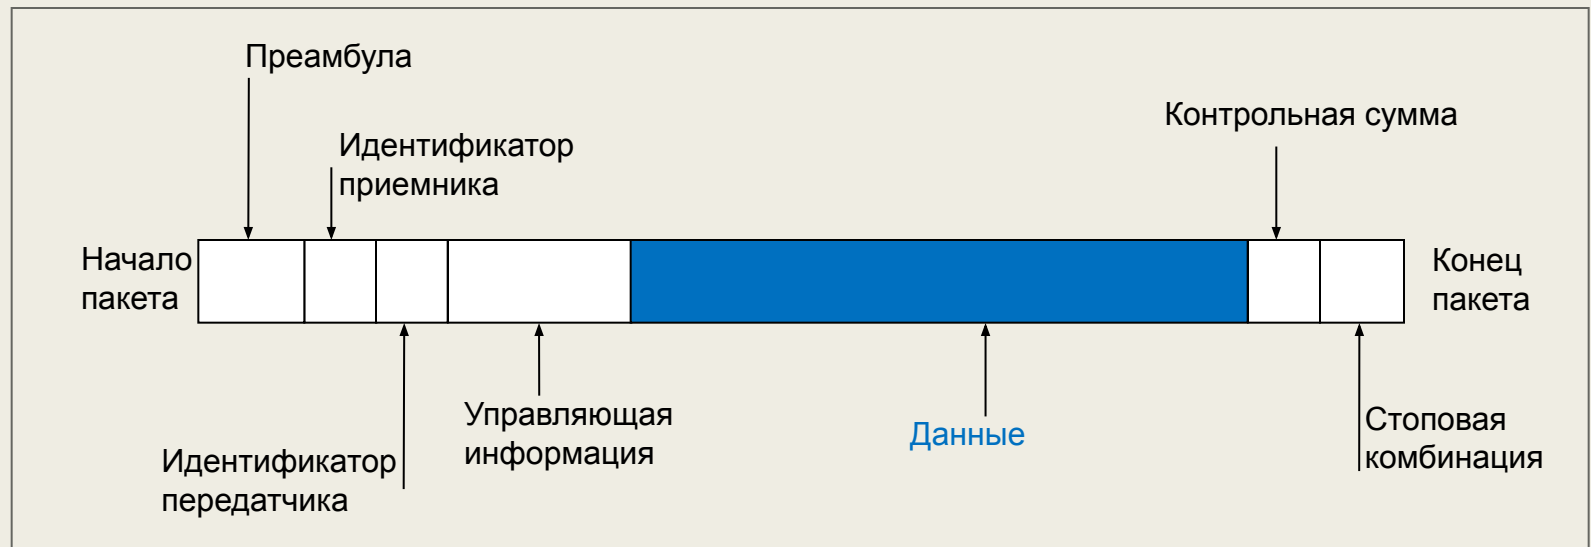 Преамбула
Контрольная сумма
Идентификатор
приемника
Начало
пакета
Конец
пакета
Управляющая
информация
Данные
Стоповая
комбинация
Идентификатор
передатчика